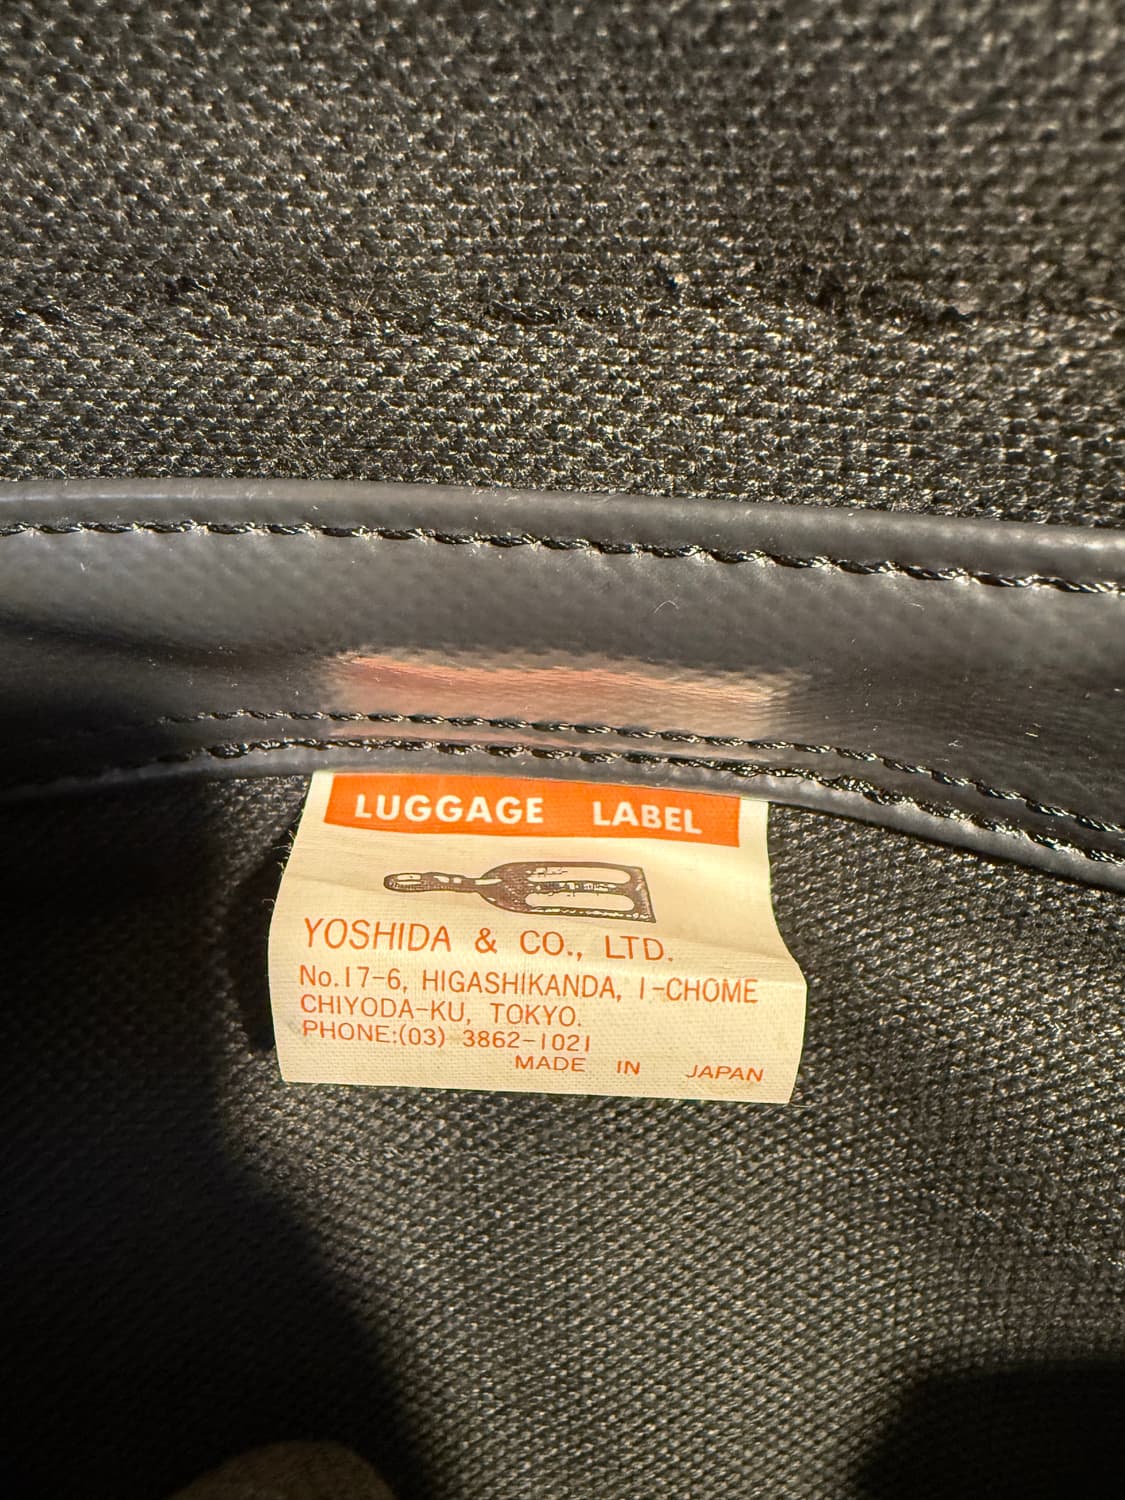 LUGGAGE LABEL
YOSHIDA & CO., LTD.
No.17-6, HIGASHIKANDA, 1-CHOME
CHIYODA-KU, TOKYO.
PHONE:(03) 3862-1021
MADE IN JAPAN